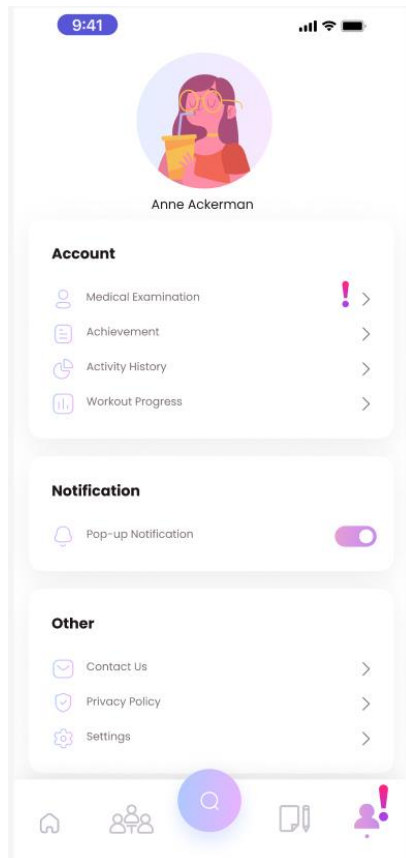 9:41
Anne Ackerman
Account
Medical Examination
Achievement
Activity History
Workout Progress
Notification
Pop-up Notification
Other
Contact Us
Privacy Policy
Settings